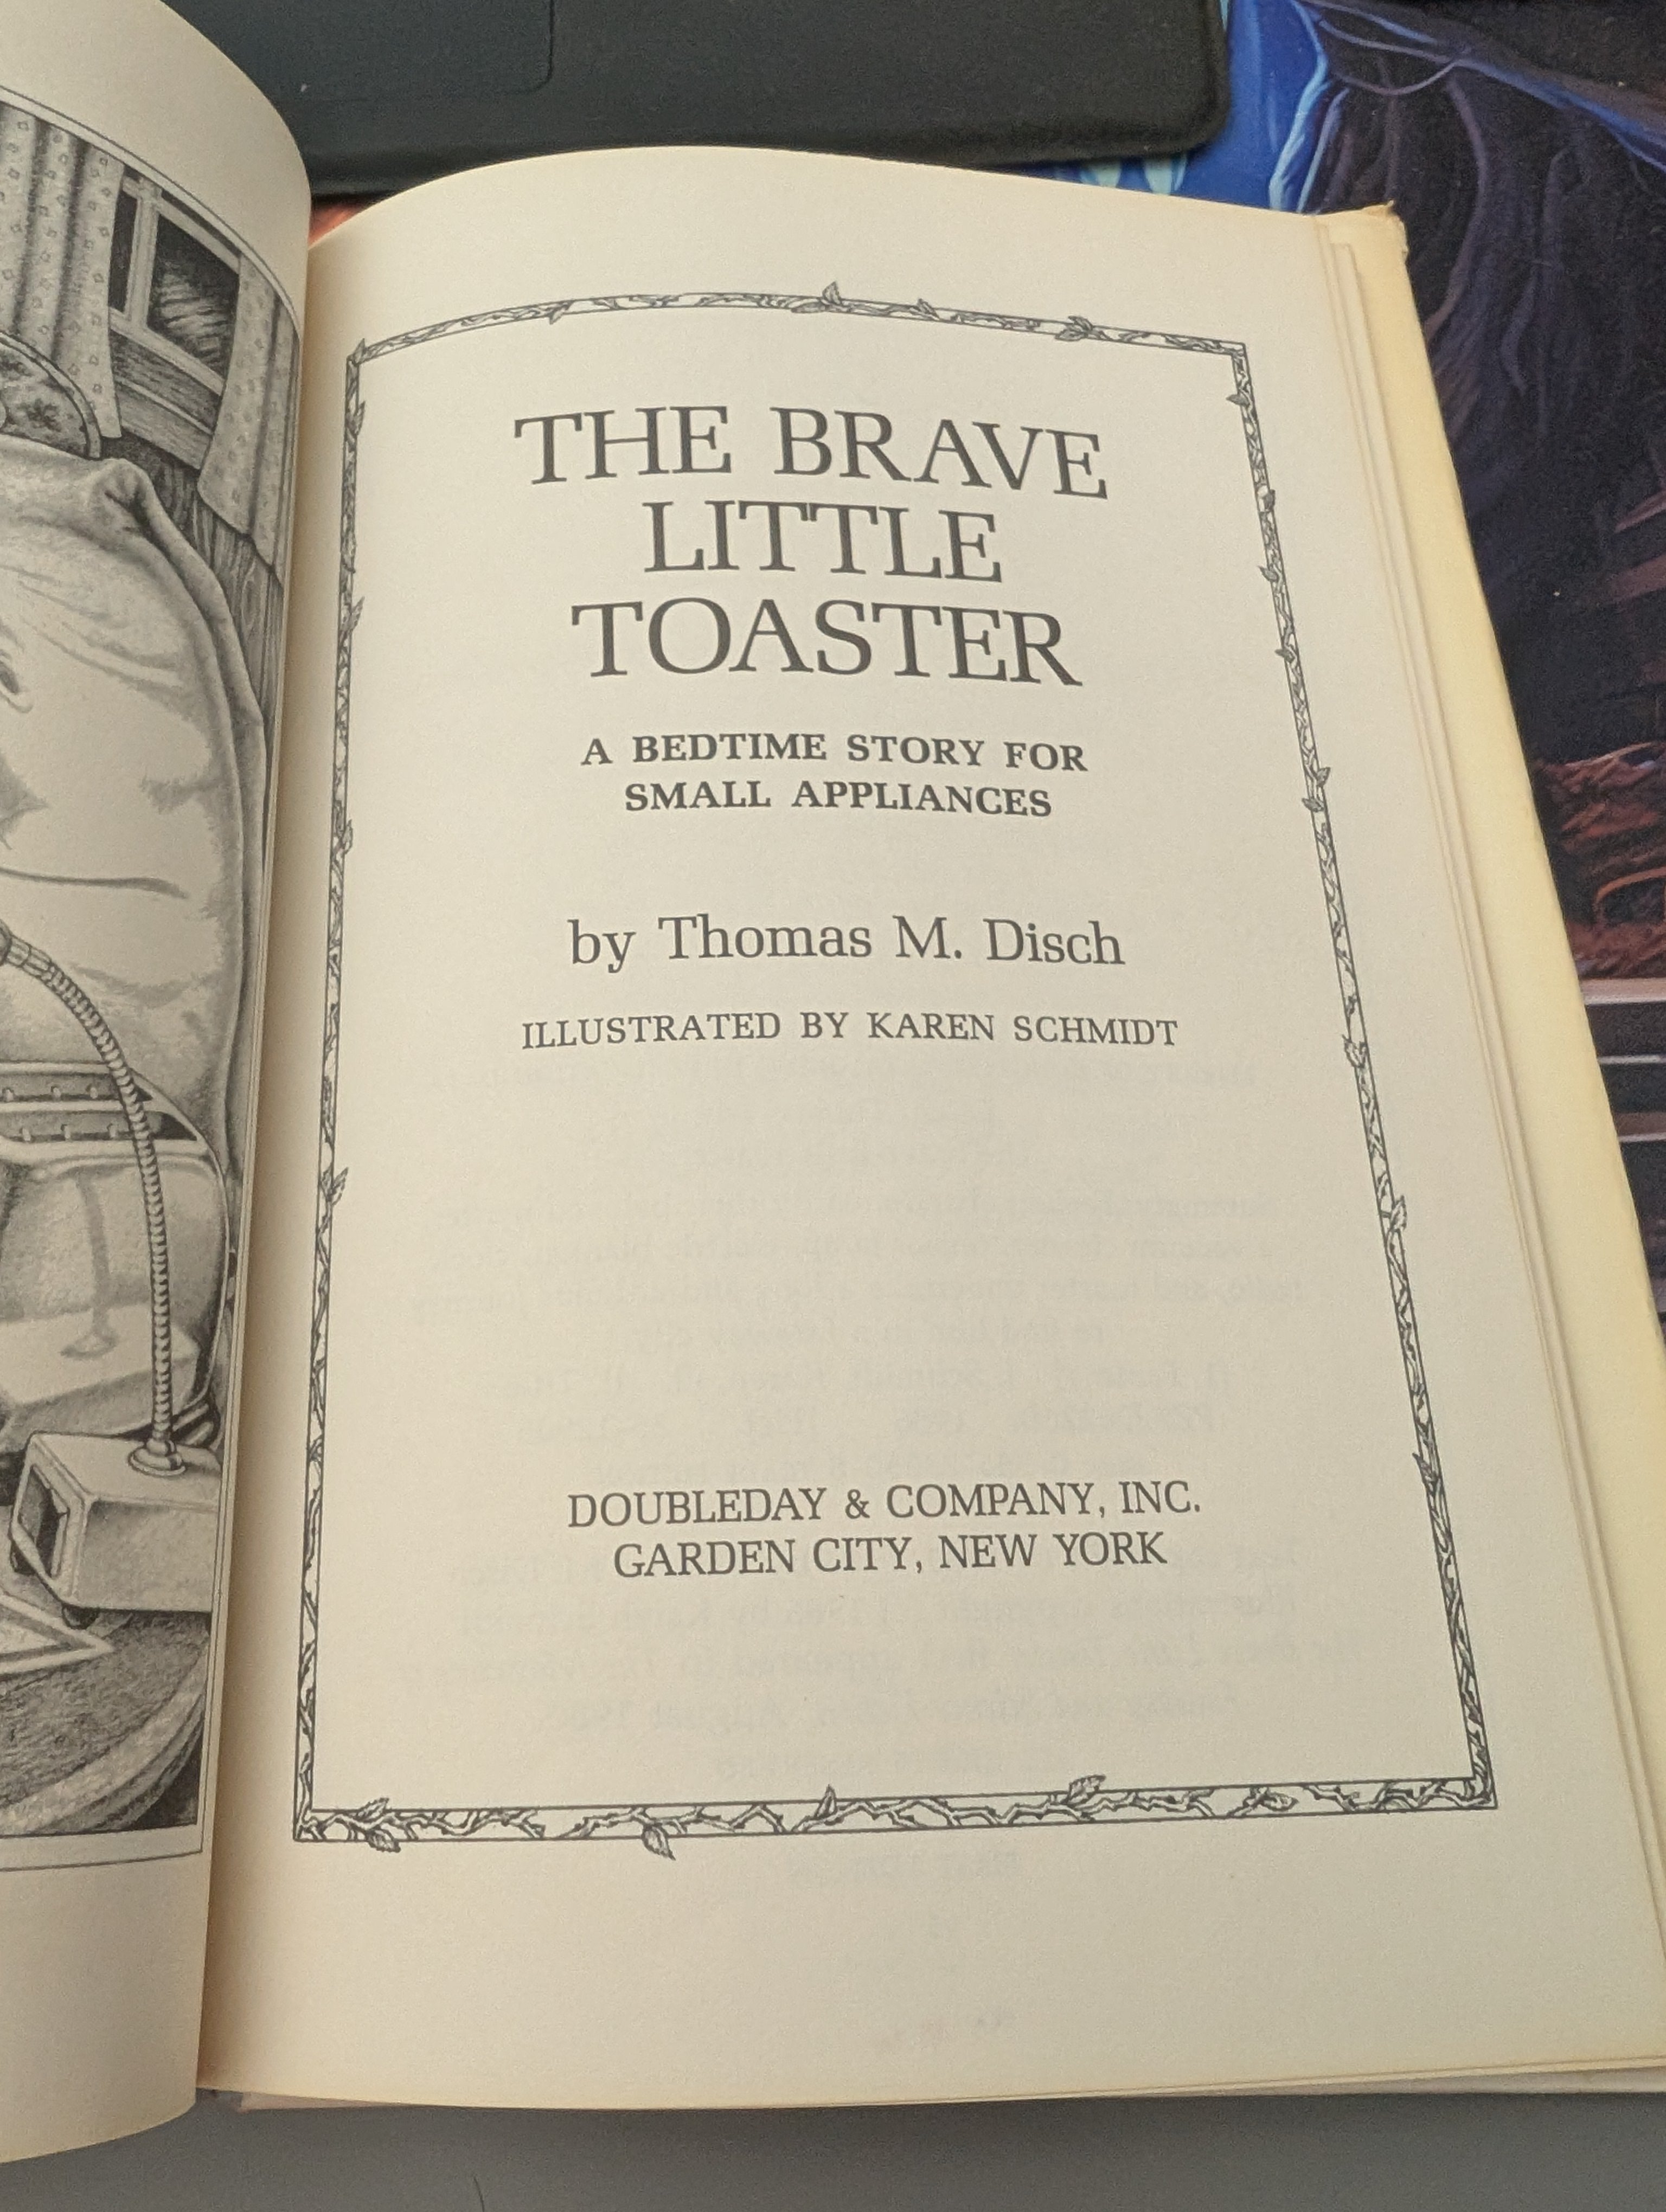 THE BRAVE
LITTLE
TOASTER
A BEDTIME STORY FOR
SMALL APPLIANCES
by Thomas M. Disch
ILLUSTRATED BY KAREN SCHMIDT
DOUBLEDAY & COMPANY, INC.
GARDEN CITY, NEW YORK